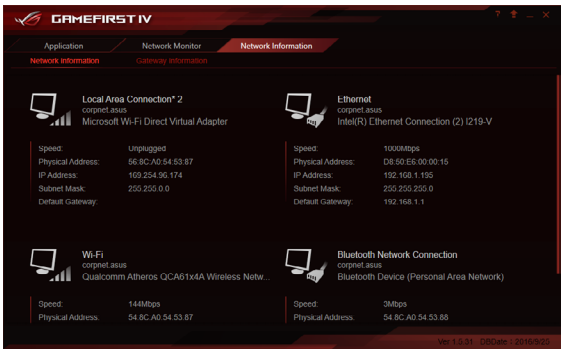 GAMEFIRST IV
Application Network Monitor Network Information
Network Information Gateway Information
Local Area Connection* 2
corpnet.asus
Microsoft Wi-Fi Direct Virtual Adapter
Speed: Unplugged
Physical Address: 56:8C:A0:54:53:87
IP Address: 169.254.96.174
Subnet Mask: 255.255.0.0
Default Gateway:
Ethernet
corpnet.asus
Intel(R) Ethernet Connection (2) I219-V
Speed: 1000Mbps
Physical Address: D8:50:E6:00:00:15
IP Address: 192.168.1.195
Subnet Mask: 255.255.255.0
Default Gateway: 192.168.1.1
Wi-Fi
corpnet.asus
Qualcomm Atheros QCA61x4A Wireless Netw...
Speed: 144Mbps
Physical Address: 54:8C:A0:54:53:87
Bluetooth Network Connection
corpnet.asus
Bluetooth Device (Personal Area Network)
Speed: 3Mbps
Physical Address: 54:8C:A0:54:53:88
Ver:1.0.31 DBDate : 2016/9/20